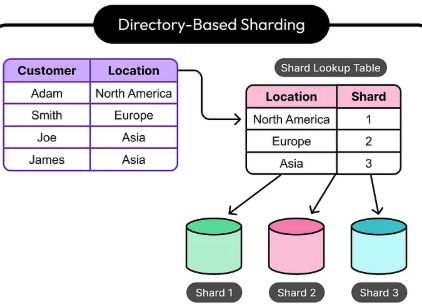 Directory-Based Sharding
Shard Lookup Table
Customer Location
Adam North America
Smith Europe
Joe Asia
James Asia
Location Shard
North America 1
Europe 2
Asia 3
Shard 1 Shard 2 Shard 3